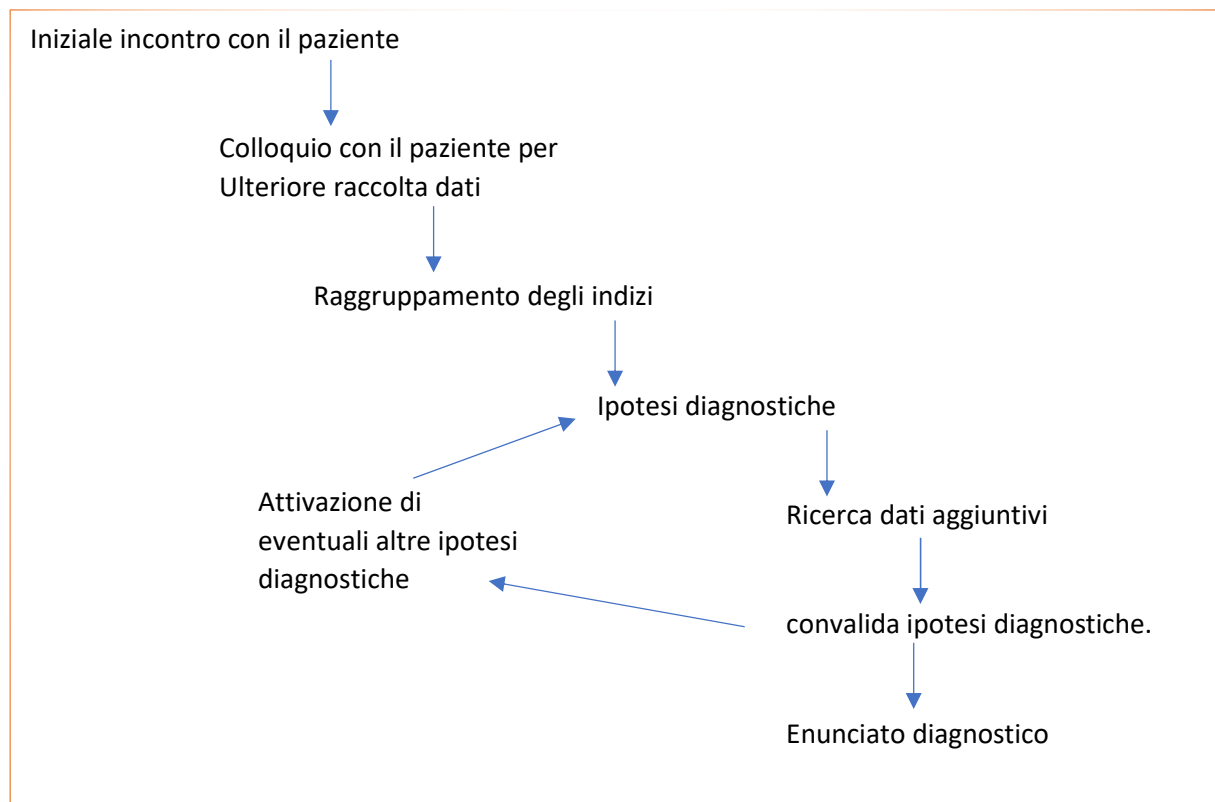 Iniziale incontro con il paziente
Colloquio con il paziente per
Ulteriore raccolta dati
Raggruppamento degli indizi
Ipotesi diagnostiche
Attivazione di
eventuali altre ipotesi
diagnostiche
Ricerca dati aggiuntivi
convalida ipotesi diagnostiche.
Enunciato diagnostico